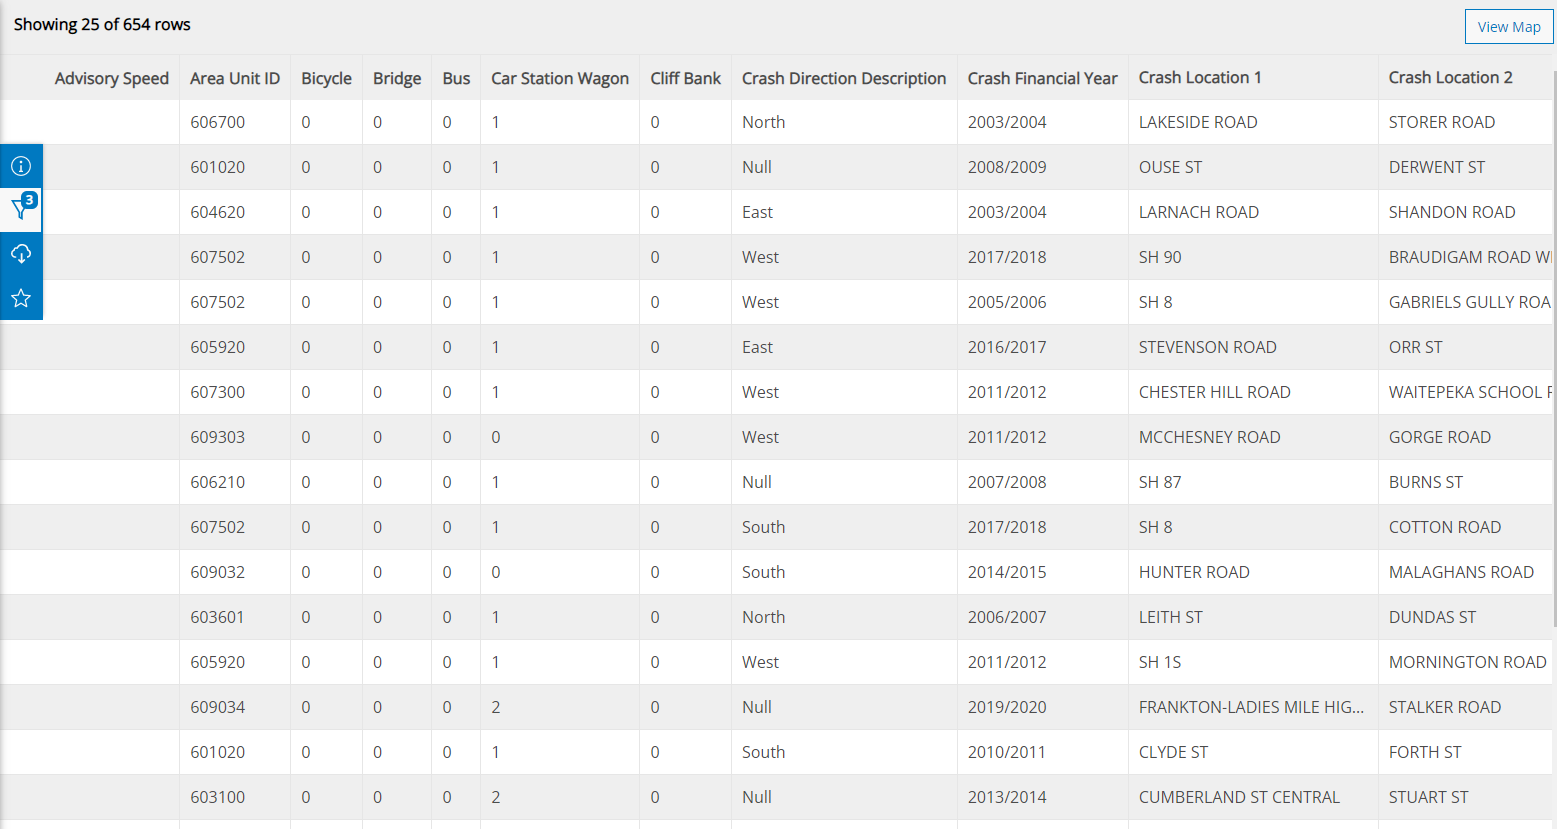 Showing 25 of 654 rows
View Map
Advisory Speed Area Unit ID Bicycle Bridge Bus Car Station Wagon Cliff Bank Crash Direction Description Crash Financial Year Crash Location 1 Crash Location 2
606700 0 0 0 1 0 North 2003/2004 LAKESIDE ROAD STORER ROAD
601020 0 0 0 1 0 Null 2008/2009 OUSE ST DERWENT ST
3
604620 0 0 0 1 0 East 2003/2004 LARNACH ROAD SHANDON ROAD
607502 0 0 0 1 0 West 2017/2018 SH 90 BRAUDIGAM ROAD W
607502 0 0 0 1 0 West 2005/2006 SH 8 GABRIELS GULLY ROA
605920 0 0 0 1 0 East 2016/2017 STEVENSON ROAD ORR ST
607300 0 0 0 1 0 West 2011/2012 CHESTER HILL ROAD WAITEPEKA SCHOOL
609303 0 0 0 0 0 West 2011/2012 MCCHESNEY ROAD GORGE ROAD
606210 0 0 0 1 0 Null 2007/2008 SH 87 BURNS ST
607502 0 0 0 1 0 South 2017/2018 SH 8 COTTON ROAD
609032 0 0 0 0 0 South 2014/2015 HUNTER ROAD MALAGHANS ROAD
603601 0 0 0 1 0 North 2006/2007 LEITH ST DUNDAS ST
605920 0 0 0 1 0 West 2011/2012 SH 1S MORNINGTON ROAD
609034 0 0 0 2 0 Null 2019/2020 FRANKTON-LADIES MILE HIG... STALKER ROAD
601020 0 0 0 1 0 South 2010/2011 CLYDE ST FORTH ST
603100 0 0 0 2 0 Null 2013/2014 CUMBERLAND ST CENTRAL STUART ST